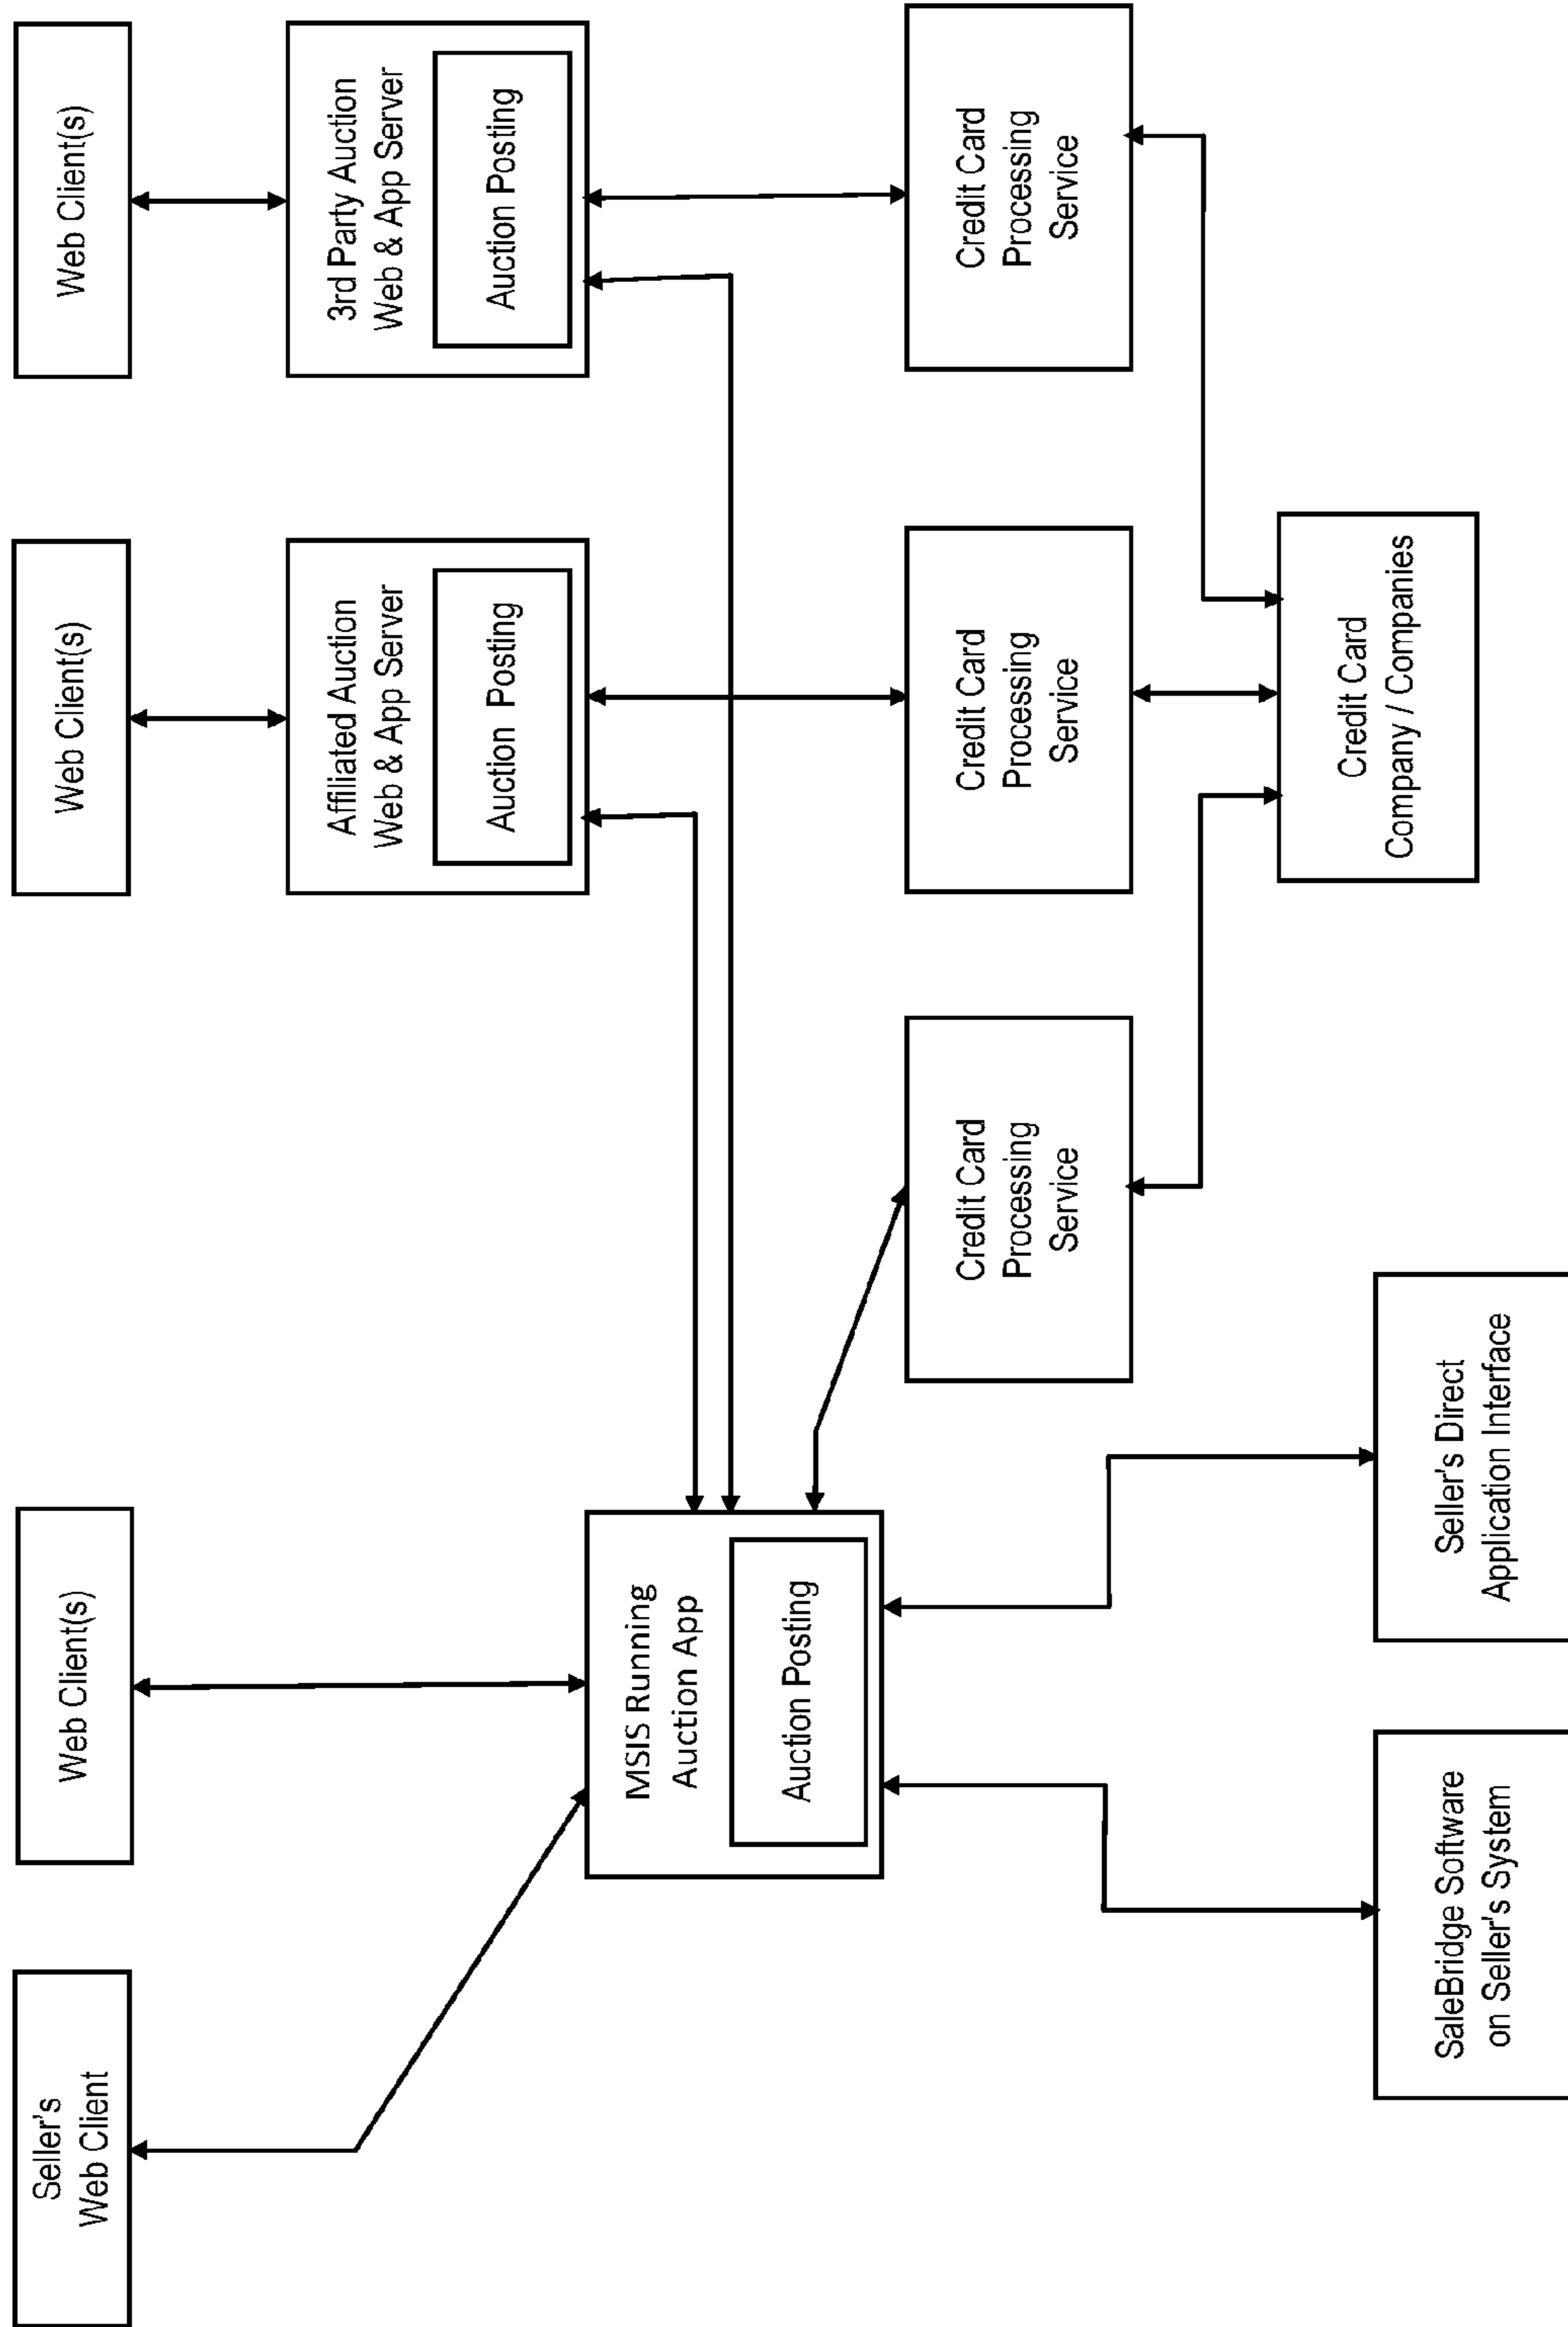 Seller's
Web Client
Web Client(s)
Web Client(s)
Web Client(s)
Affiliated Auction
Web & App Server
Auction Posting
3rd Party Auction
Web & App Server
Auction Posting
MSIS Running
Auction App
Auction Posting
Credit Card
Processing
Service
Credit Card
Processing
Service
Credit Card
Processing
Service
Credit Card
Company / Companies
SaleBridge Software
on Seller's System
Seller's Direct
Application Interface